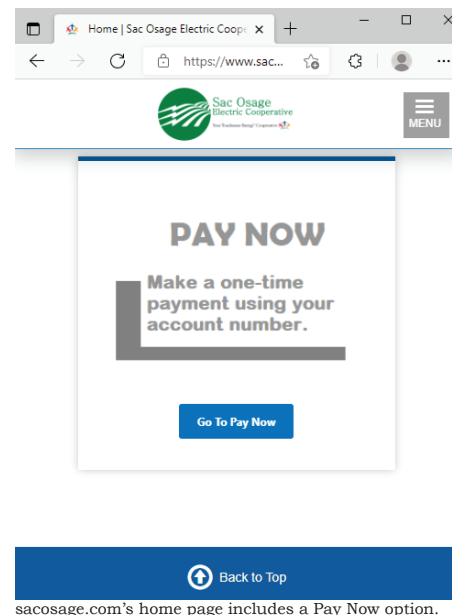 Home | Sac Osage Electric Coope
https://www.sac...
Sac Osage
Electric Cooperative
MENU
PAY NOW
Make a one-time
payment using your
account number.
Go To Pay Now
Back to Top
sacosage.com's home page includes a Pay Now option.